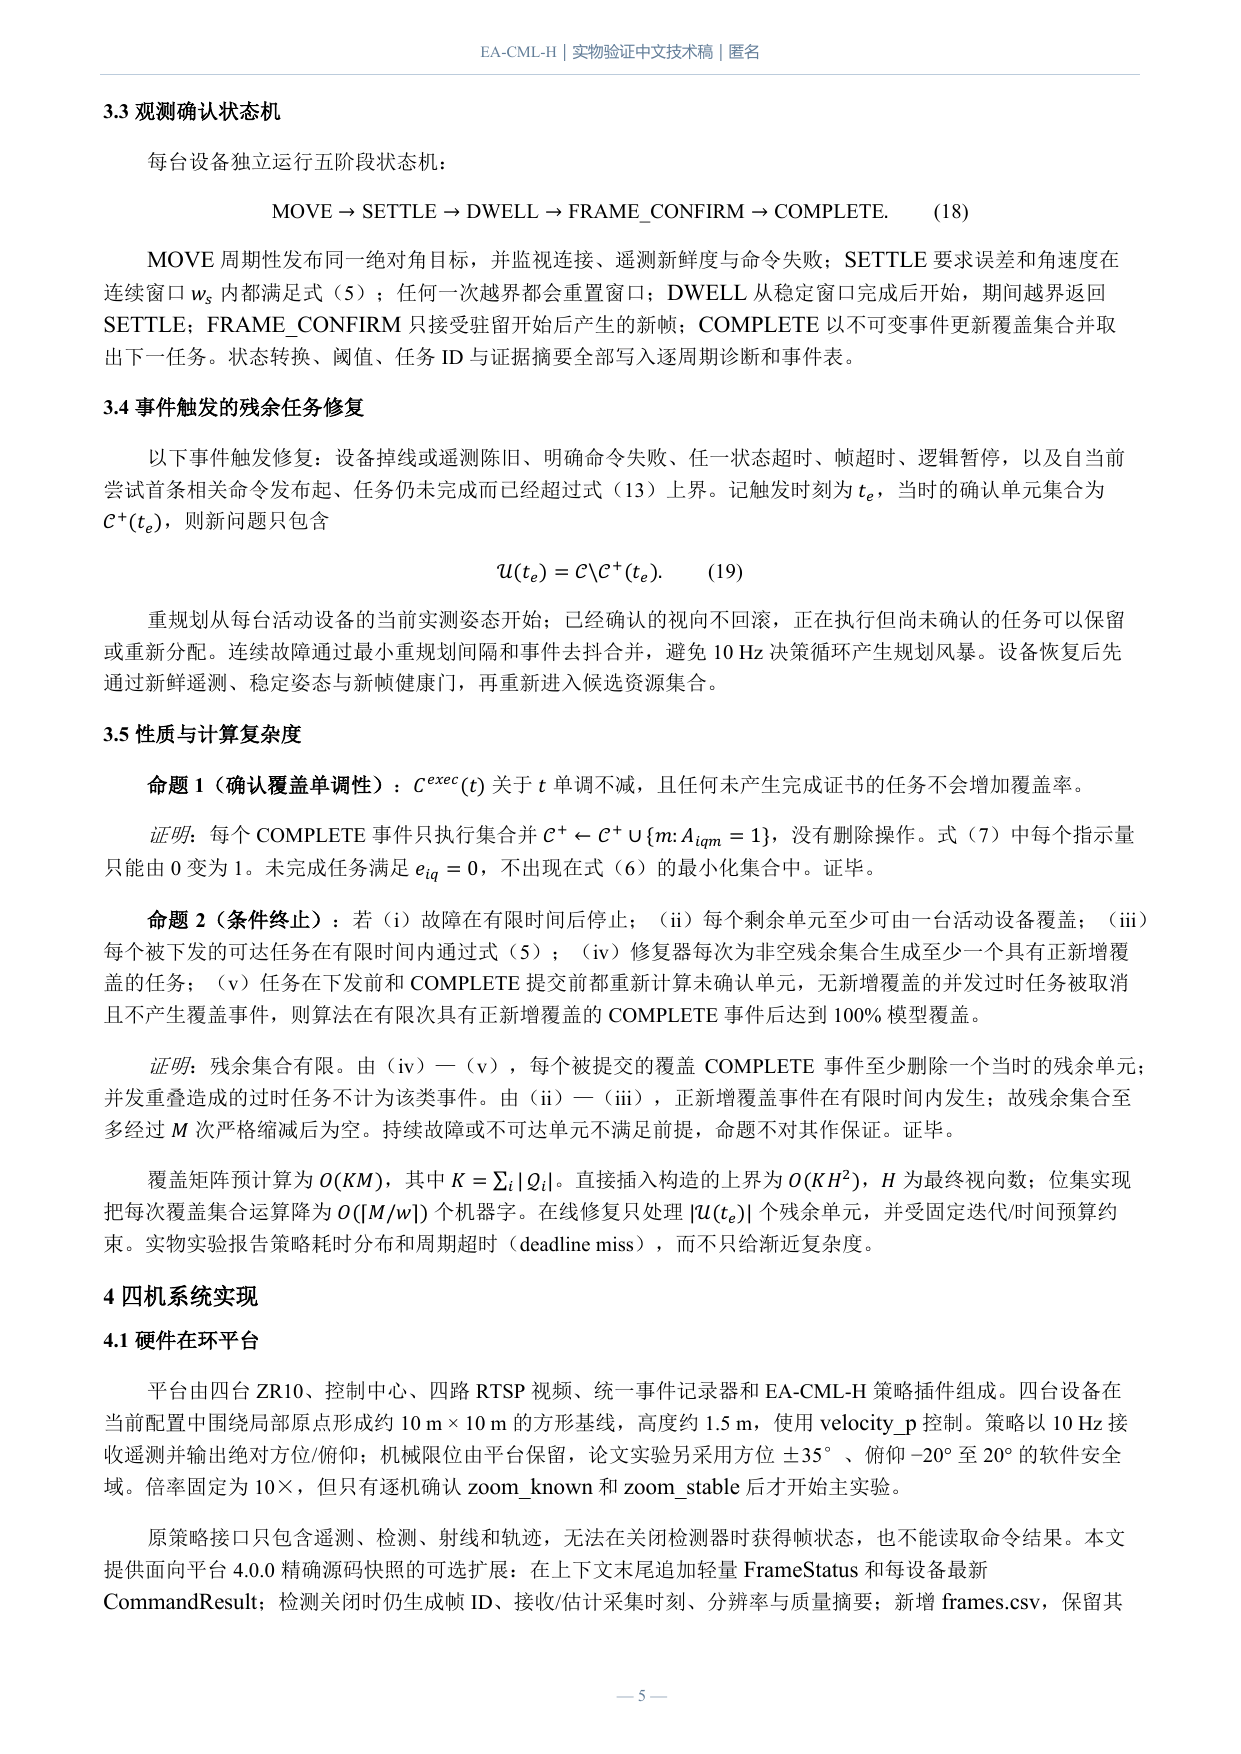 EA-CML-H | 实物验证中文技术稿 | 匿名
3.3 观测确认状态机
每台设备独立运行五阶段状态机：
MOVE → SETTLE → DWELL → FRAME_CONFIRM → COMPLETE. (18)
MOVE 周期性发布同一绝对角目标，并监视连接、遥测新鲜度与命令失败；SETTLE 要求误差和角速度在
连续窗口 wₛ 内都满足式（5）；任何一次越界都会重置窗口；DWELL 从稳定窗口完成后开始，期间越界返回
SETTLE；FRAME_CONFIRM 只接受驻留开始后产生的新帧；COMPLETE 以不可变事件更新覆盖集合并取
出下一任务。状态转换、阈值、任务 ID 与证据摘要全部写入逐周期诊断和事件表。
3.4 事件触发的残余任务修复
以下事件触发修复：设备掉线或遥测陈旧、明确命令失败、任一状态超时、帧超时、逻辑暂停，以及自当前
尝试首条相关命令发布起、任务仍未完成而已经超过式（13）上界。记触发时刻为 tₑ，当时的确认单元集合为
𝒞⁺(tₑ)，则新问题只包含
𝒰(tₑ) = 𝒞\𝒞⁺(tₑ). (19)
重规划从每台活动设备的当前实测姿态开始；已经确认的视向不回滚，正在执行但尚未确认的任务可以保留
或重新分配。连续故障通过最小重规划间隔和事件去抖合并，避免 10 Hz 决策循环产生规划风暴。设备恢复后先
通过新鲜遥测、稳定姿态与新帧健康门，再重新进入候选资源集合。
3.5 性质与计算复杂度
命题 1（确认覆盖单调性）：C^{exec}(t) 关于 t 单调不减，且任何未产生完成证书的任务不会增加覆盖率。
证明：每个 COMPLETE 事件只执行集合并 𝒞⁺ ← 𝒞⁺ ∪ {m: A_{iqm} = 1}，没有删除操作。式（7）中每个指示量
只能由 0 变为 1。未完成任务满足 e_{iq} = 0，不出现在式（6）的最小化集合中。证毕。
命题 2（条件终止）：若（i）故障在有限时间后停止；（ii）每个剩余单元至少可由一台活动设备覆盖；（iii）
每个被下发的可达任务在有限时间内通过式（5）；（iv）修复器每次为非空残余集合生成至少一个具有正新增覆
盖的任务；（v）任务在下发前和 COMPLETE 提交前都重新计算未确认单元，无新增覆盖的并发过时任务被取消
且不产生覆盖事件，则算法在有限次具有正新增覆盖的 COMPLETE 事件后达到 100% 模型覆盖。
证明：残余集合有限。由（iv）—（v），每个被提交的覆盖 COMPLETE 事件至少删除一个当时的残余单元；
并发重叠造成的过时任务不计为该类事件。由（ii）—（iii），正新增覆盖事件在有限时间内发生；故残余集合至
多经过 M 次严格缩减后为空。持续故障或不可达单元不满足前提，命题不对其作保证。证毕。
覆盖矩阵预计算为 O(KM)，其中 K = ∑ᵢ|Qᵢ|。直接插入构造的上界为 O(KH²)，H 为最终视向数；位集实现
把每次覆盖集合运算降为 O(⌈M/w⌉) 个机器字。在线修复只处理 |𝒰(tₑ)| 个残余单元，并受固定迭代/时间预算约
束。实物实验报告策略耗时分布和周期超时（deadline miss），而不只给渐近复杂度。
4 四机系统实现
4.1 硬件在环平台
平台由四台 ZR10、控制中心、四路 RTSP 视频、统一事件记录器和 EA-CML-H 策略插件组成。四台设备在
当前配置中围绕局部原点形成约 10 m × 10 m 的方形基线，高度约 1.5 m，使用 velocity_p 控制。策略以 10 Hz 接
收遥测并输出绝对方位/俯仰；机械限位由平台保留，论文实验另采用方位 ±35° 、俯仰 −20° 至 20° 的软件安全
域。倍率固定为 10×，但只有逐机确认 zoom_known 和 zoom_stable 后才开始主实验。
原策略接口只包含遥测、检测、射线和轨迹，无法在关闭检测器时获得帧状态，也不能读取命令结果。本文
提供面向平台 4.0.0 精确源码快照的可选扩展：在上下文末尾追加轻量 FrameStatus 和每设备最新
CommandResult；检测关闭时仍生成帧 ID、接收/估计采集时刻、分辨率与质量摘要；新增 frames.csv，保留其
— 5 —